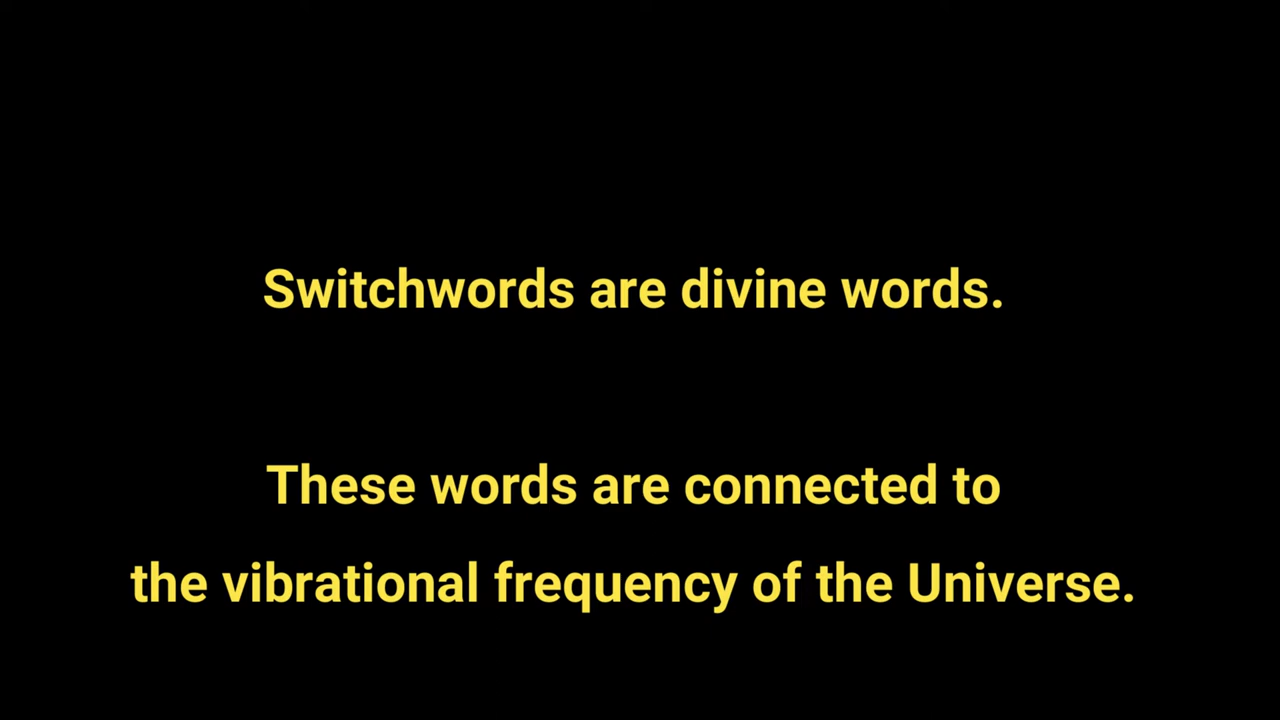 Switchwords are divine words.
These words are connected to
the vibrational frequency of the Universe.